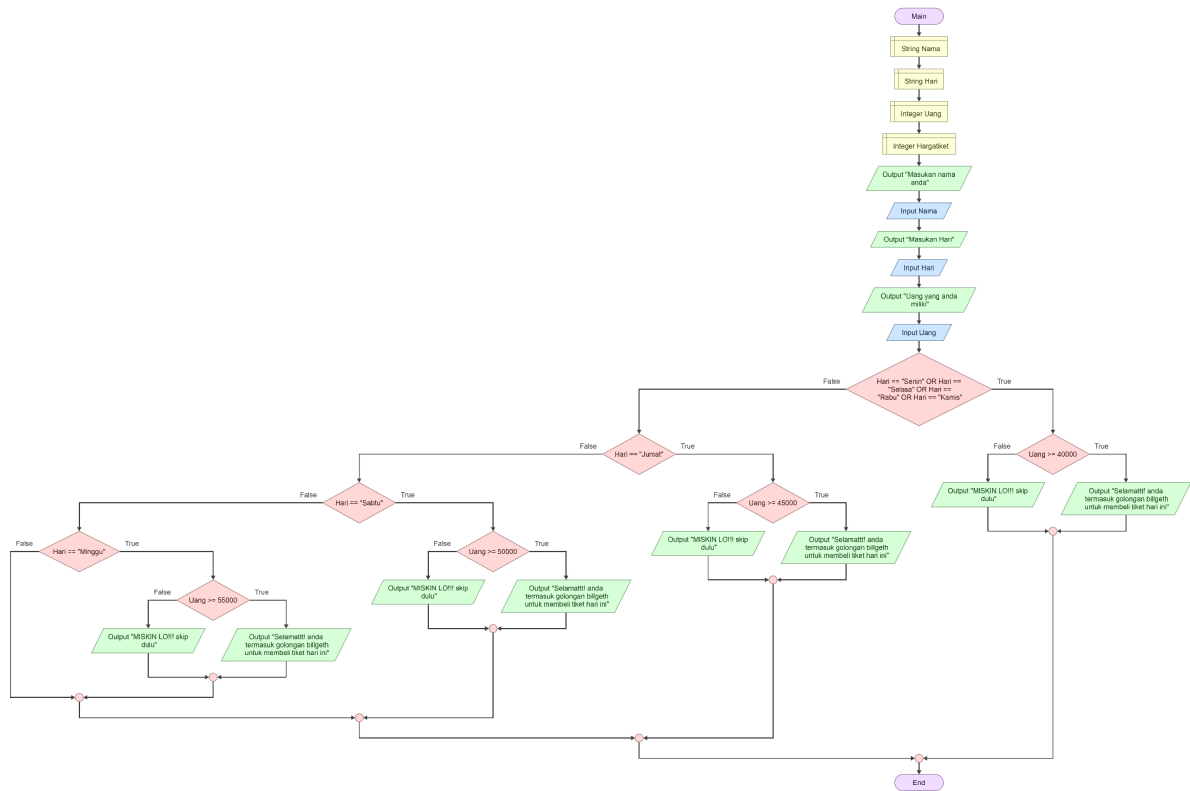 Main
String Nama
String Hari
Integer Uang
Integer Hargatiket
Output "Masukan nama
anda"
Input Nama
Output "Masukan Hari"
Input Hari
Output "Uang yang anda
miliki"
Input Uang
False
Hari == "Senin" OR Hari ==
"Selasa" OR Hari ==
"Rabu" OR Hari == "Kamis"
True
False
Hari == "Jumat"
True
False
Uang >= 40000
True
Output "MISKIN LO!!! skip
dulu"
Output "Selamattt! anda
termasuk golongan billgeth
untuk membeli tiket hari ini"
False
Hari == "Sabtu"
True
False
Uang >= 45000
True
Output "MISKIN LO!!! skip
dulu"
Output "Selamattt! anda
termasuk golongan billgeth
untuk membeli tiket hari ini"
False
Hari == "Minggu"
True
False
Uang >= 50000
True
Output "MISKIN LO!!! skip
dulu"
Output "Selamattt! anda
termasuk golongan billgeth
untuk membeli tiket hari ini"
False
Uang >= 55000
True
Output "MISKIN LO!!! skip
dulu"
Output "Selamattt! anda
termasuk golongan billgeth
untuk membeli tiket hari ini"
End